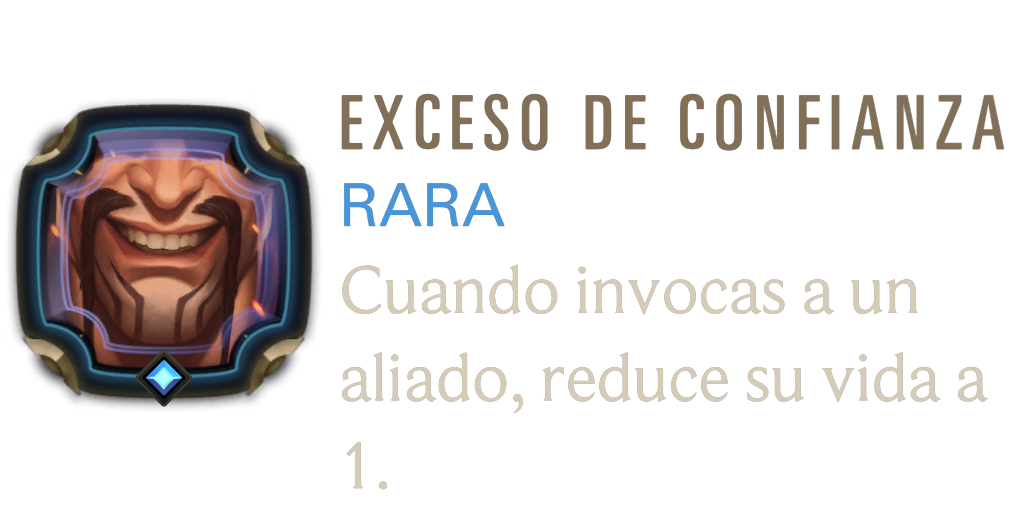 EXCESO DE CONFIANZA
RARA
Cuando invocas a un
aliado, reduce su vida a
1.